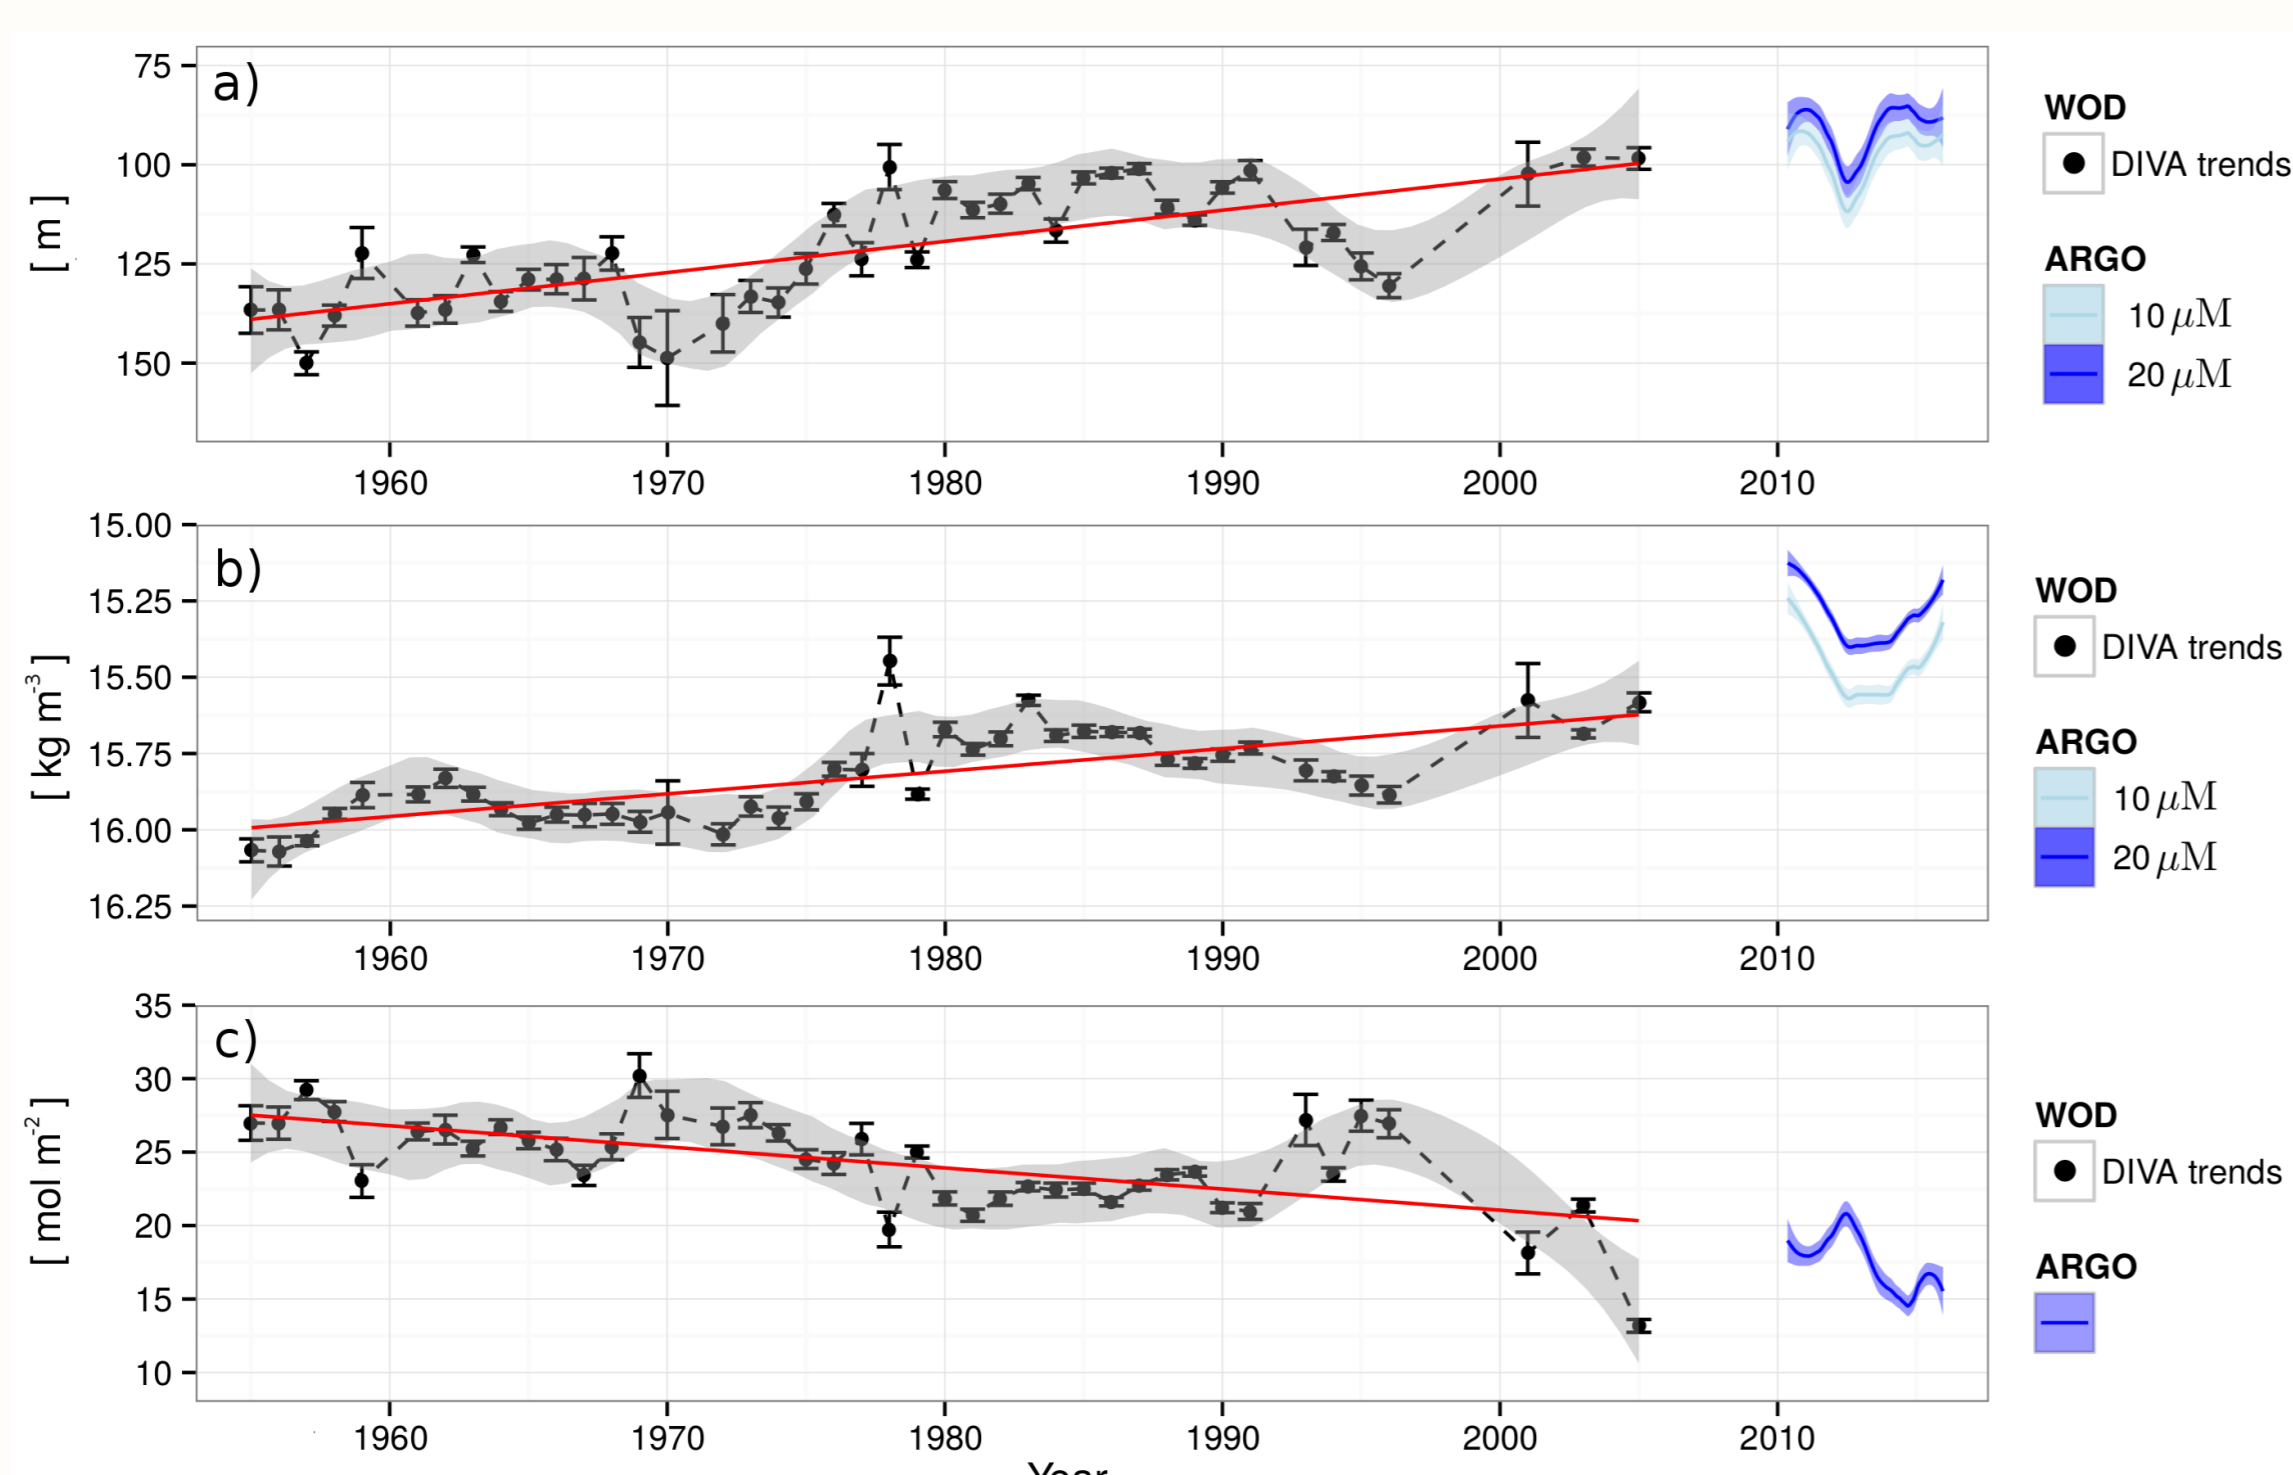 a)
[ m ]
75
100
125
150
1960 1970 1980 1990 2000 2010
WOD
DIVA trends
ARGO
10 μM
20 μM
b)
[ kg m⁻³ ]
15.00
15.25
15.50
15.75
16.00
16.25
1960 1970 1980 1990 2000 2010
WOD
DIVA trends
ARGO
10 μM
20 μM
c)
[ mol m⁻² ]
35
30
25
20
15
10
1960 1970 1980 1990 2000 2010
WOD
DIVA trends
ARGO
Year